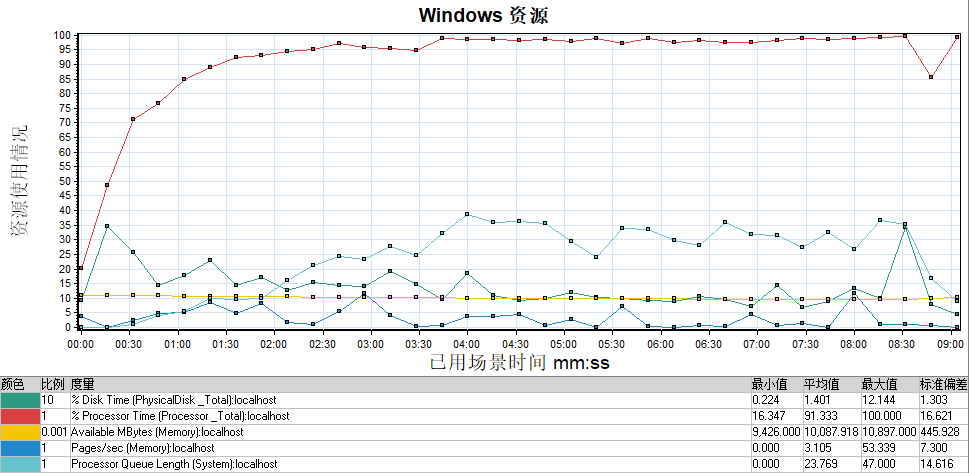 Windows 资源
100
95
90
85
80
75
70
65
60
55
50
45
40
35
30
25
20
15
10
5
0
资源使用情况
00:00 00:30 01:00 01:30 02:00 02:30 03:00 03:30 04:00 04:30 05:00 05:30 06:00 06:30 07:00 07:30 08:00 08:30 09:00
已用场景时间 mm:ss
颜色 比例 度量 最小值 平均值 最大值 标准偏差
10 % Disk Time (PhysicalDisk _Total):localhost 0.224 1.401 12.144 1.303
1 % Processor Time (Processor _Total):localhost 16.347 91.333 100.000 16.621
0.001 Available MBytes (Memory):localhost 9,426.000 10,087.918 10,897.000 445.928
1 Pages/sec (Memory):localhost 0.000 3.105 53.339 7.300
1 Processor Queue Length (System):localhost 0.000 23.769 47.000 14.616